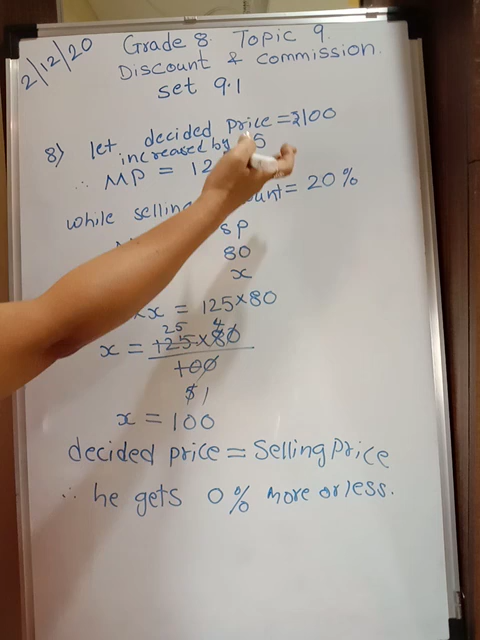 2/12/20
Grade 8 Topic 9
Discount & Commission
set 9.1
8) let decided price = ₹100
increased by
∴ MP = 12
while selling = 20%
SP
80
x
x = 125×80
25 4
x = 125×80
100
5 1
x = 100
decided price = Selling Price
∴ he gets 0% more or less.